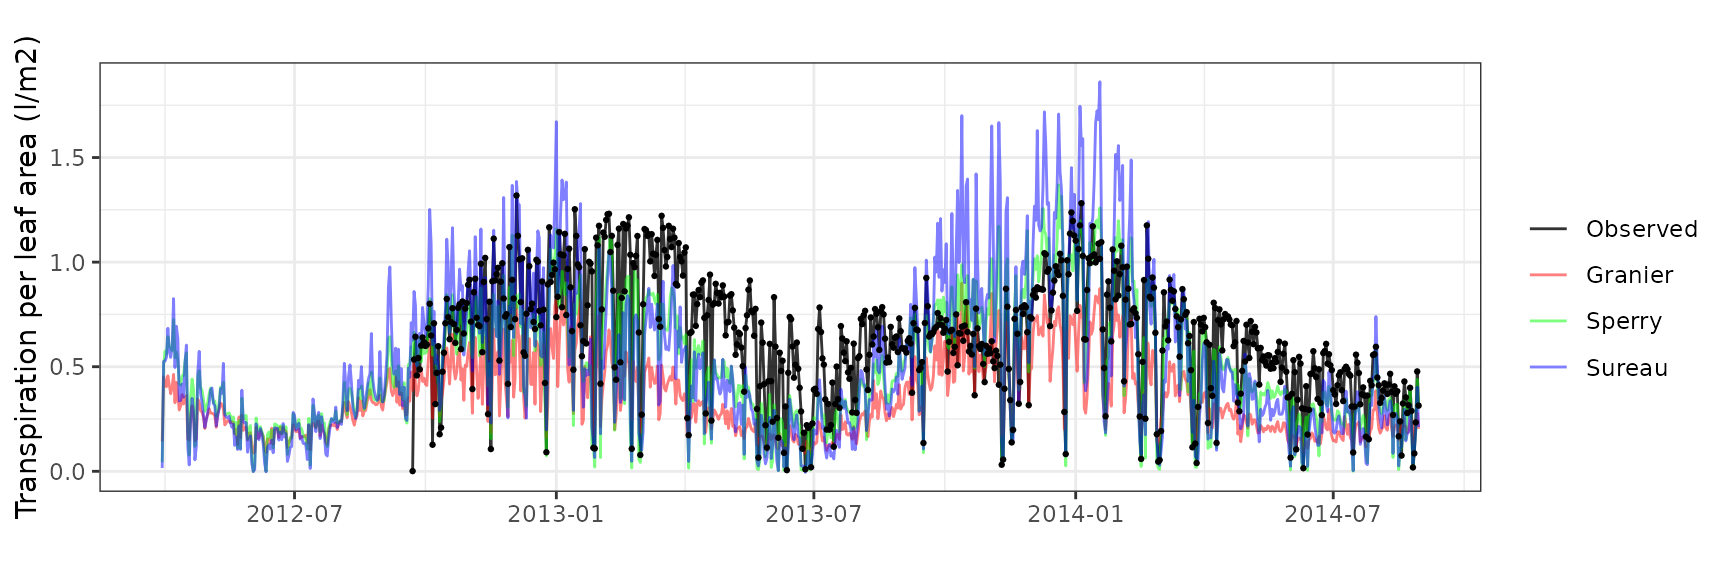 Transpiration per leaf area (l/m2)
1.5
1.0
0.5
0.0
2012-07 2013-01 2013-07 2014-01 2014-07
Observed
Granier
Sperry
Sureau